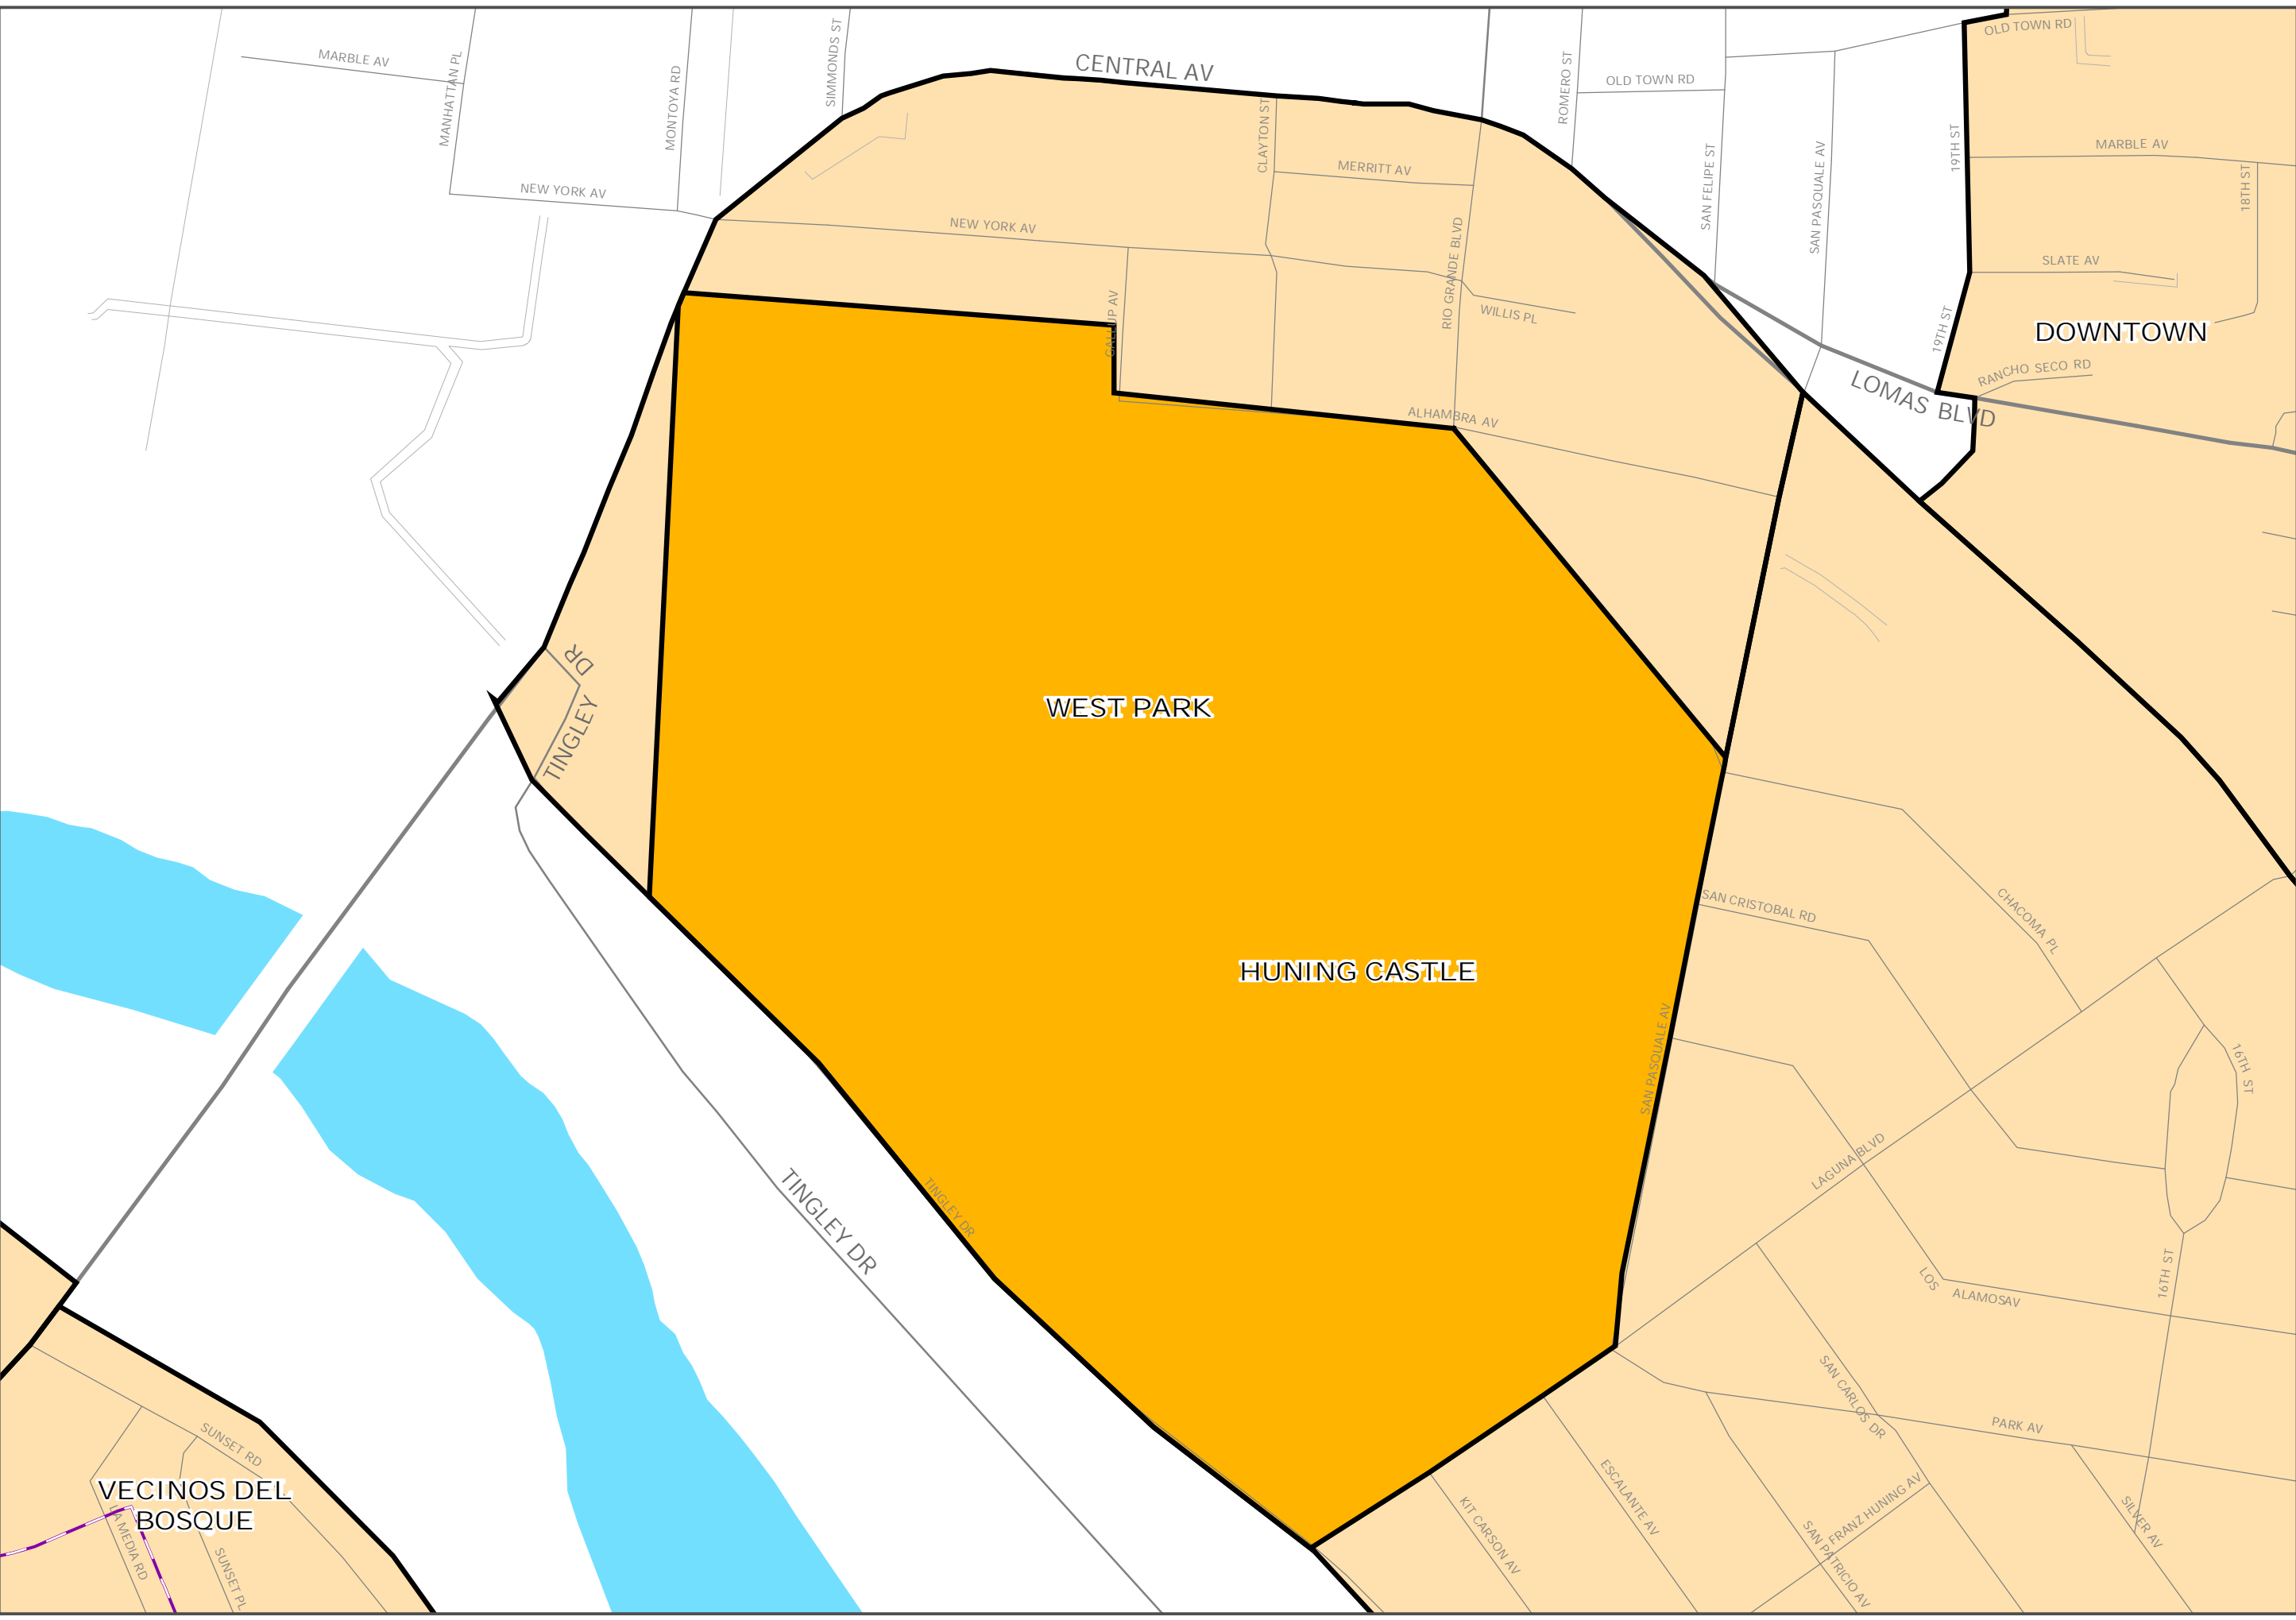 OLD TOWN RD
CENTRAL AV
MARBLE AV
MANHATTAN PL
MONTOYA RD
SIMMONDS ST
ROMERO ST
OLD TOWN RD
CLAYTON ST
MERRITT AV
SAN FELIPE ST
SAN PASQUALE AV
19TH ST
MARBLE AV
18TH ST
NEW YORK AV
NEW YORK AV
RIO GRANDE BLVD
SLATE AV
GALLUP AV
WILLIS PL
19TH ST
DOWNTOWN
RANCHO SECO RD
LOMAS BLVD
ALHAMBRA AV
TINGLEY DR
WEST PARK
SAN CRISTOBAL RD
CHACOMA PL
HUNING CASTLE
SAN PASQUALE AV
16TH ST
LAGUNA BLVD
TINGLEY DR
TINGLEY DR
16TH ST
LOS ALAMOS AV
SAN CARLOS DR
PARK AV
SUNSET RD
VECINOS DEL
BOSQUE
LA MEDIA RD
SUNSET PL
KIT CARSON AV
ESCALANTE AV
FRANZ HUNING AV
SAN PATRICIO AV
SILVER AV